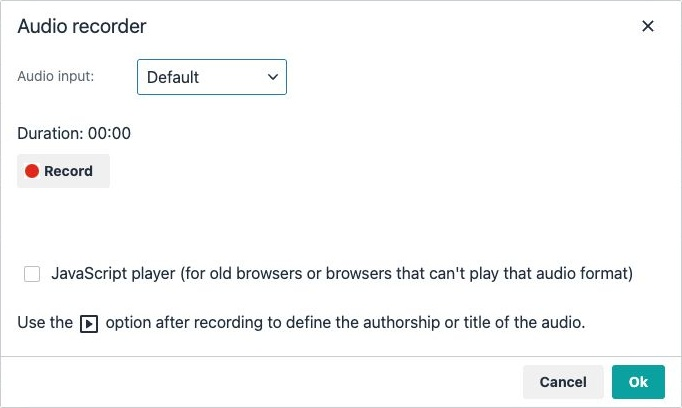 Audio recorder
Audio input: Default
Duration: 00:00
Record
JavaScript player (for old browsers or browsers that can't play that audio format)
Use the option after recording to define the authorship or title of the audio.
Cancel Ok